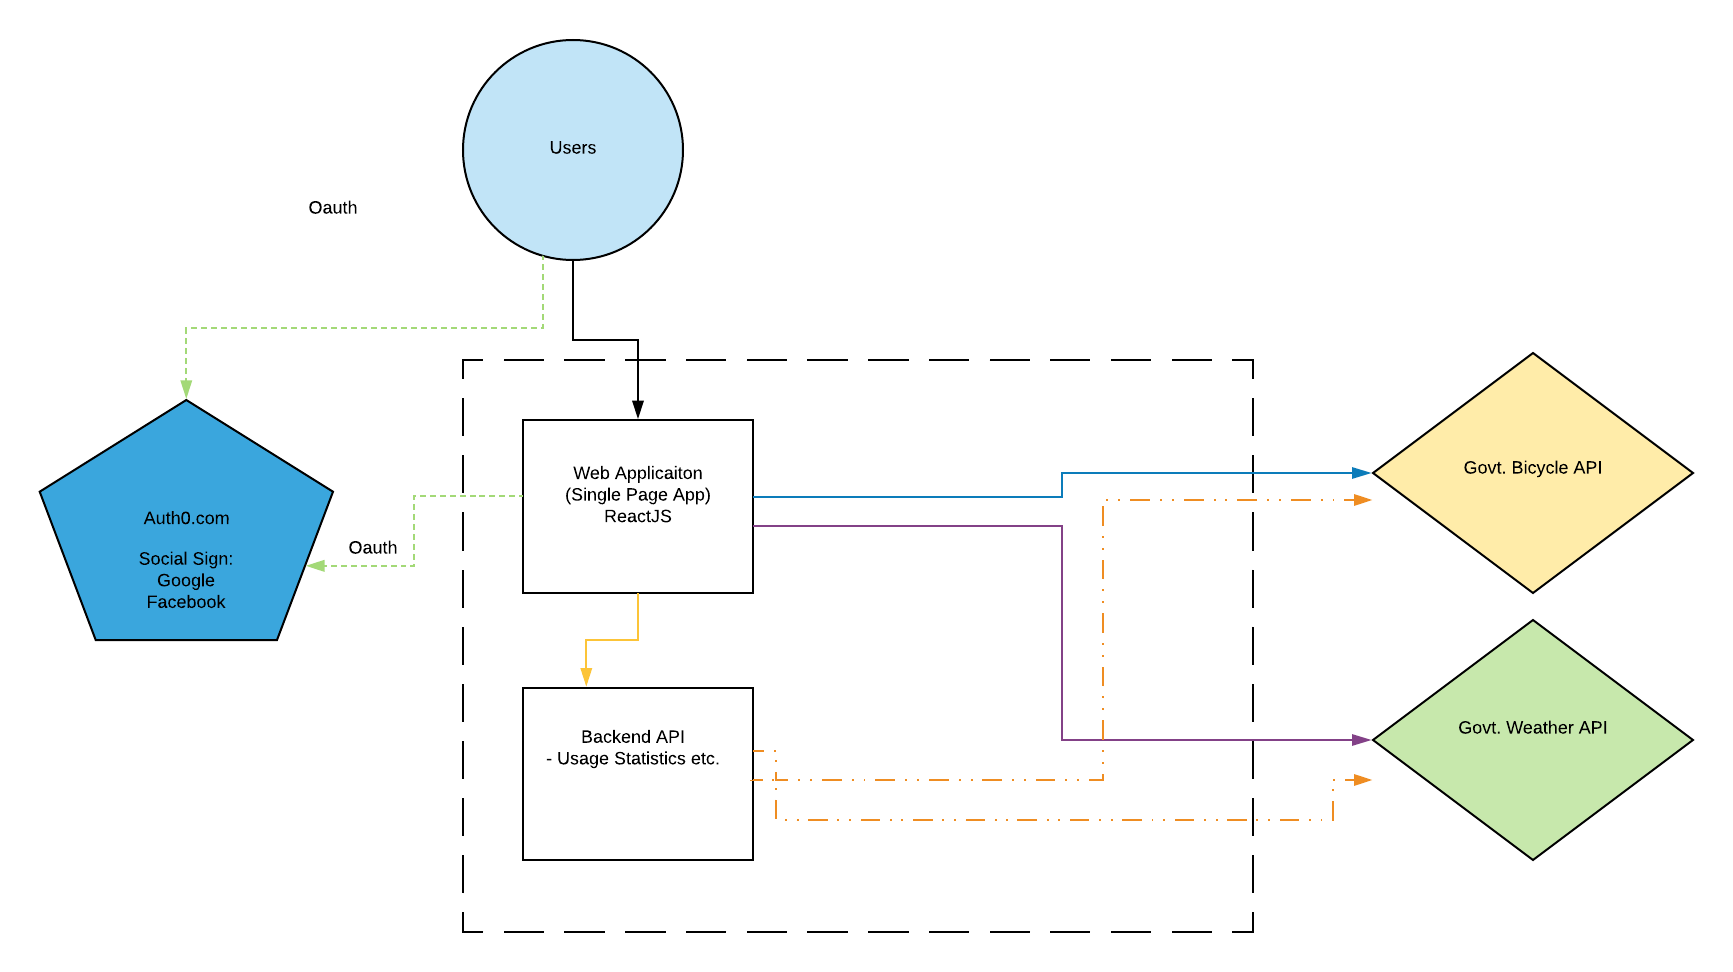 Users
Oauth
Web Applicaiton
(Single Page App)
ReactJS
Govt. Bicycle API
Auth0.com
Social Sign:
Google
Facebook
Oauth
Backend API
- Usage Statistics etc.
Govt. Weather API